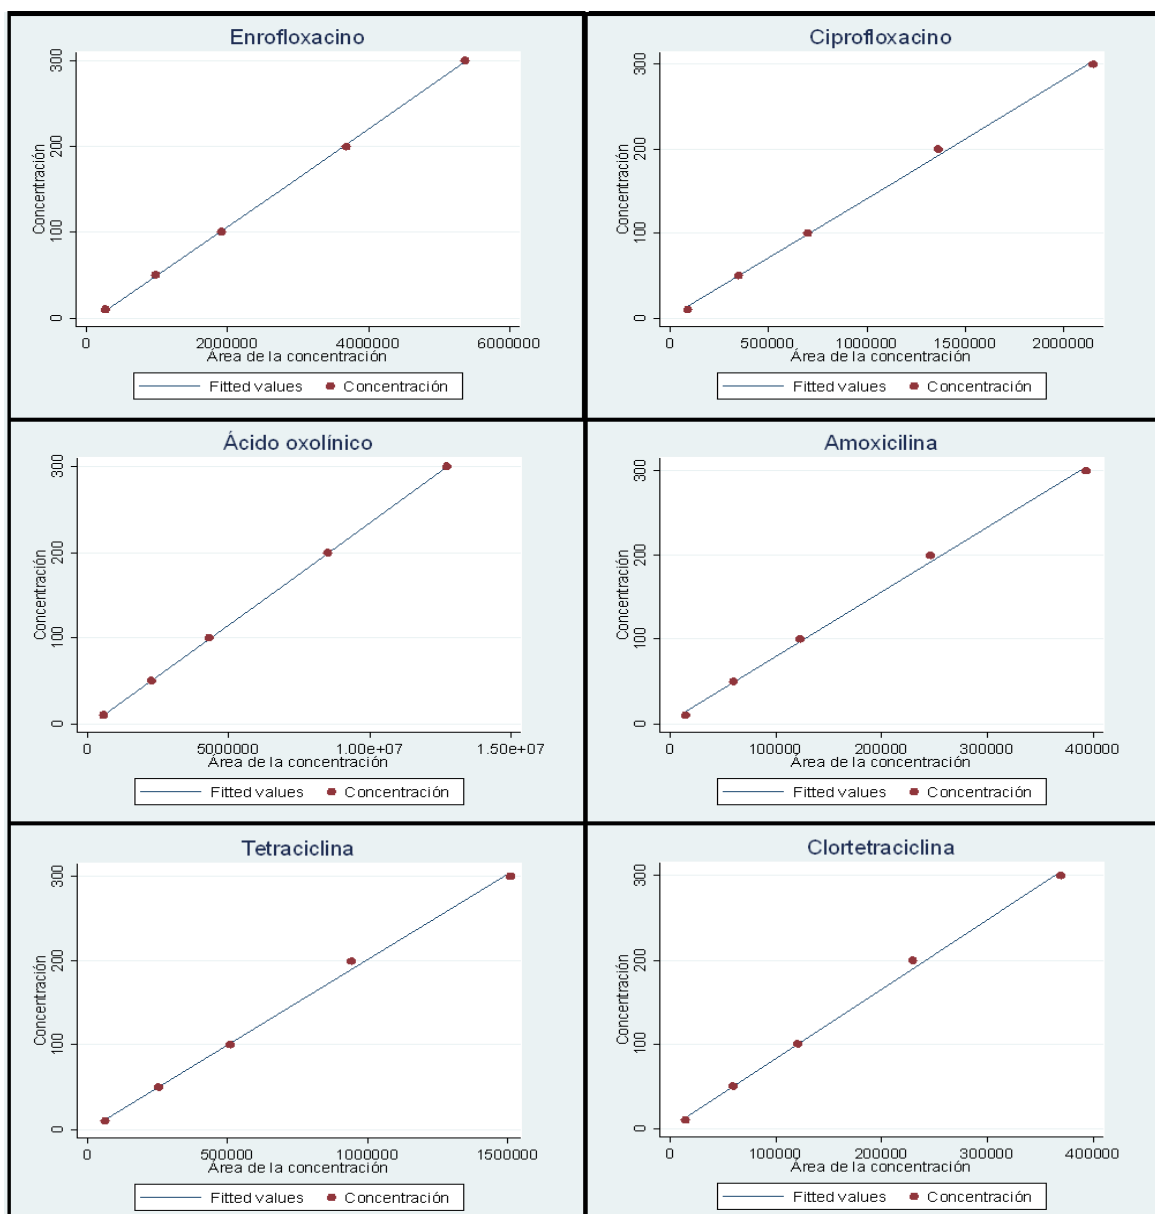 Enrofloxacino
Concentración
300
200
100
0
0 2000000 4000000 6000000
Área de la concentración
Fitted values Concentración
Ciprofloxacino
Concentración
300
200
100
0
0 500000 1000000 1500000 2000000
Área de la concentración
Fitted values Concentración
Ácido oxolínico
Concentración
300
200
100
0
0 5000000 1.00e+07 1.50e+07
Área de la concentración
Fitted values Concentración
Amoxicilina
Concentración
300
200
100
0
0 100000 200000 300000 400000
Área de la concentración
Fitted values Concentración
Tetraciclina
Concentración
300
200
100
0
0 500000 1000000 1500000
Área de la concentración
Fitted values Concentración
Clortetraciclina
Concentración
300
200
100
0
0 100000 200000 300000 400000
Área de la concentración
Fitted values Concentración